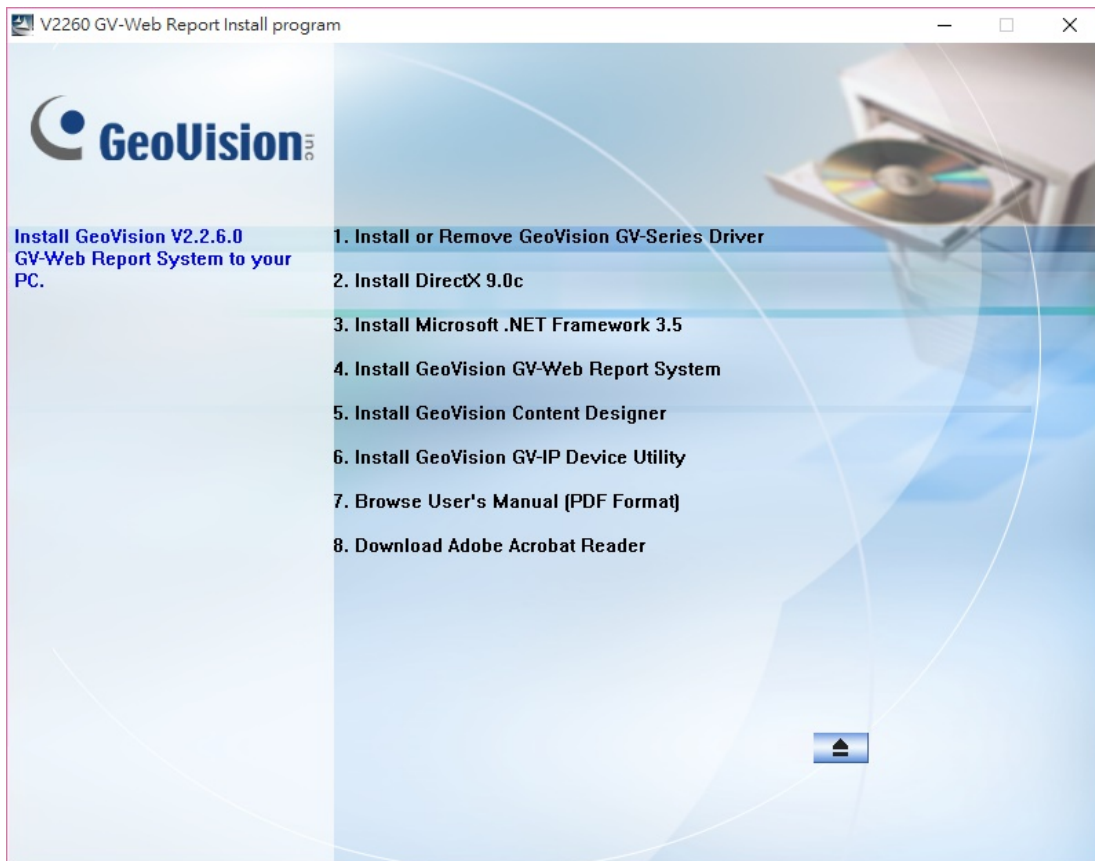 V2260 GV-Web Report Install program
GeoVision inc
Install GeoVision V2.2.6.0
GV-Web Report System to your
PC.
1. Install or Remove GeoVision GV-Series Driver
2. Install DirectX 9.0c
3. Install Microsoft .NET Framework 3.5
4. Install GeoVision GV-Web Report System
5. Install GeoVision Content Designer
6. Install GeoVision GV-IP Device Utility
7. Browse User's Manual (PDF Format)
8. Download Adobe Acrobat Reader